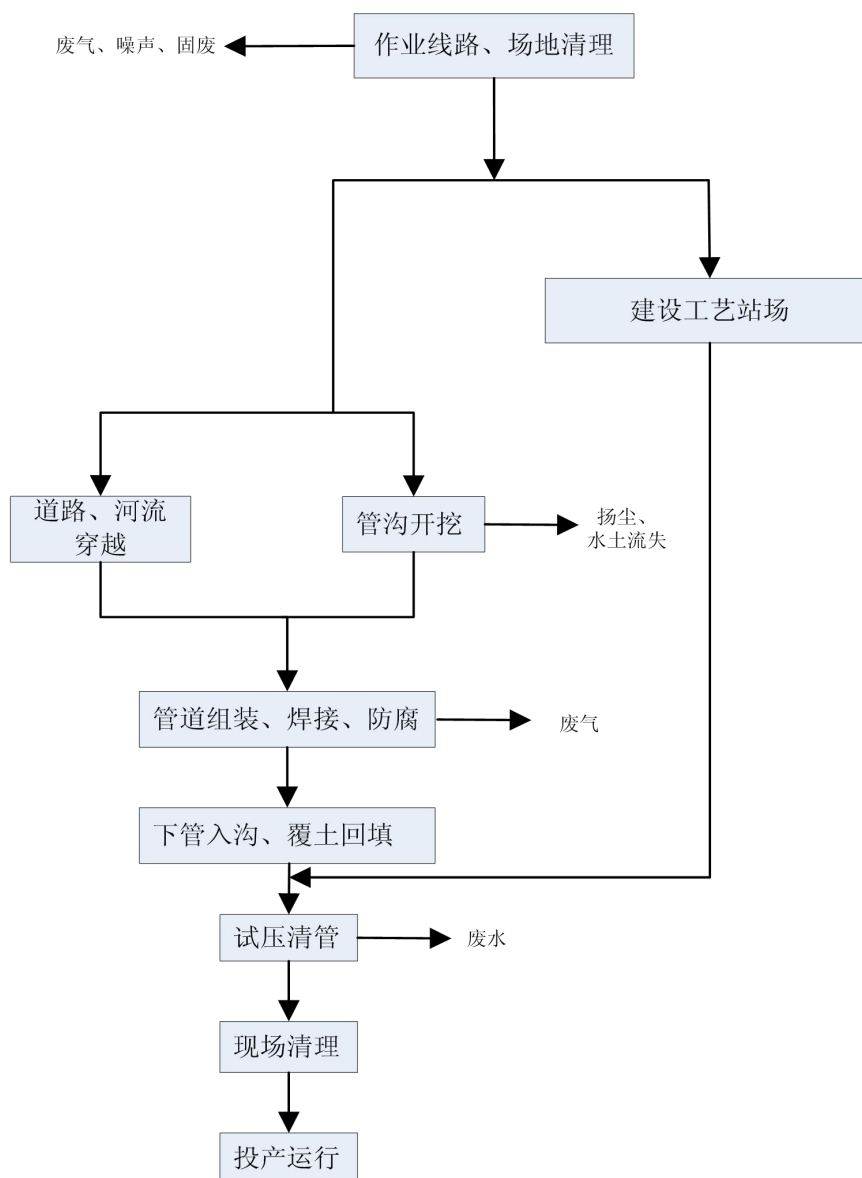 废气、噪声、固废
作业线路、场地清理
建设工艺站场
道路、河流
穿越
管沟开挖
扬尘、
水土流失
管道组装、焊接、防腐
废气
下管入沟、覆土回填
试压清管
废水
现场清理
投产运行